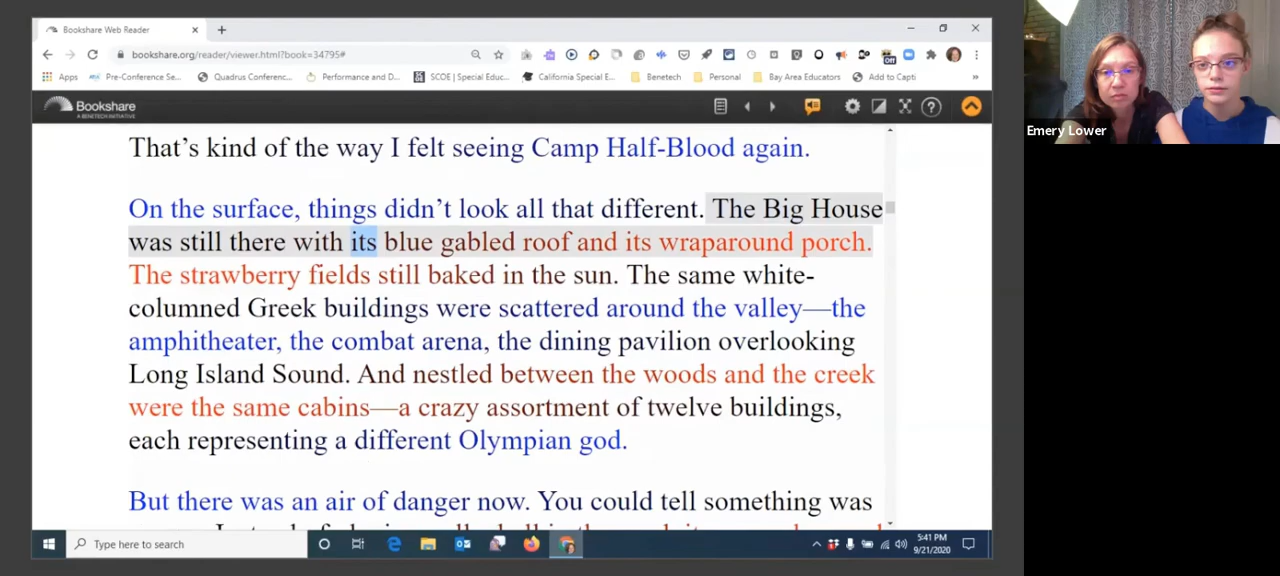 Bookshare Web Reader
bookshare.org/reader/viewer.html?book=34795#
Apps Pre-Conference Se... Quadrus Conferenc... Performance and D... SCOE | Special Educ... California Special E... Benetech Personal Bay Area Educators Add to Capti »
Bookshare
A BENETECH INITIATIVE
That's kind of the way I felt seeing Camp Half-Blood again.
On the surface, things didn't look all that different. The Big House
was still there with its blue gabled roof and its wraparound porch.
The strawberry fields still baked in the sun. The same white-
columned Greek buildings were scattered around the valley—the
amphitheater, the combat arena, the dining pavilion overlooking
Long Island Sound. And nestled between the woods and the creek
were the same cabins—a crazy assortment of twelve buildings,
each representing a different Olympian god.
But there was an air of danger now. You could tell something was
Type here to search
5:41 PM
9/21/2020
Emery Lower